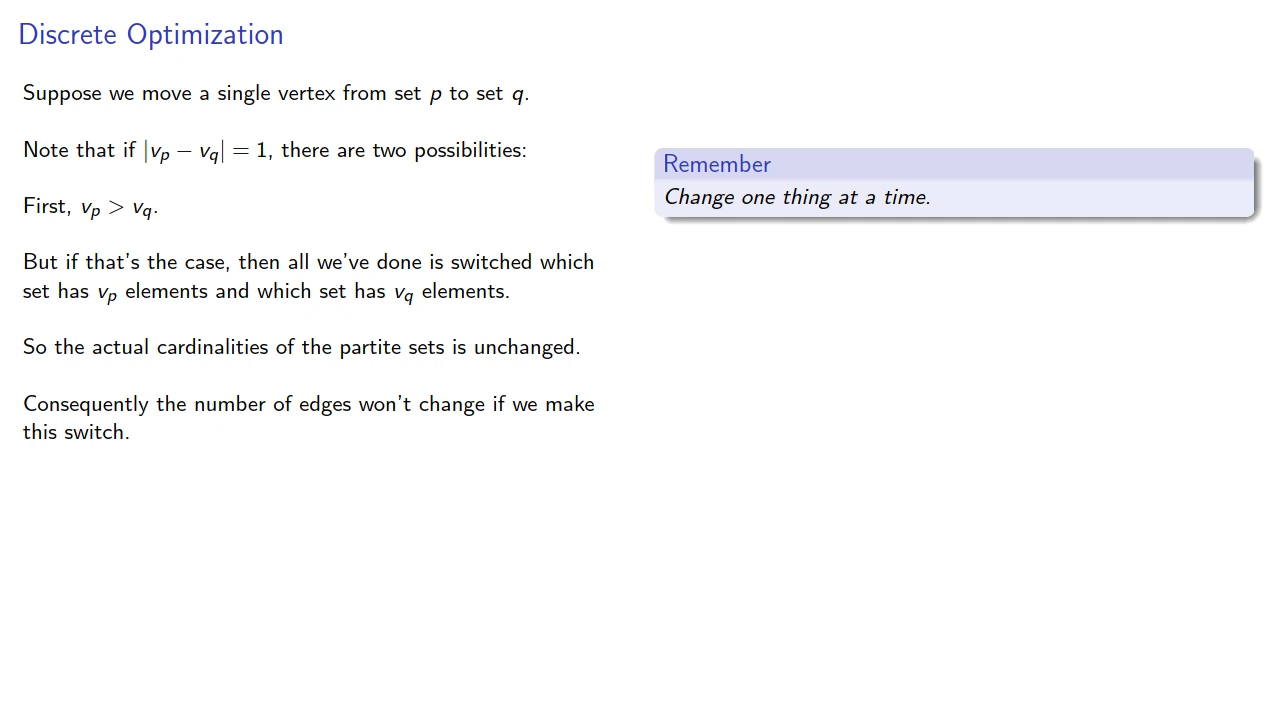 Discrete Optimization
Suppose we move a single vertex from set p to set q.
Note that if |v_p − v_q| = 1, there are two possibilities:
First, v_p > v_q.
But if that's the case, then all we've done is switched which
set has v_p elements and which set has v_q elements.
So the actual cardinalities of the partite sets is unchanged.
Consequently the number of edges won't change if we make
this switch.
Remember
Change one thing at a time.